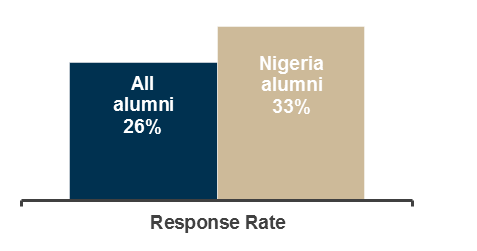 All
alumni
26%
Nigeria
alumni
33%
Response Rate